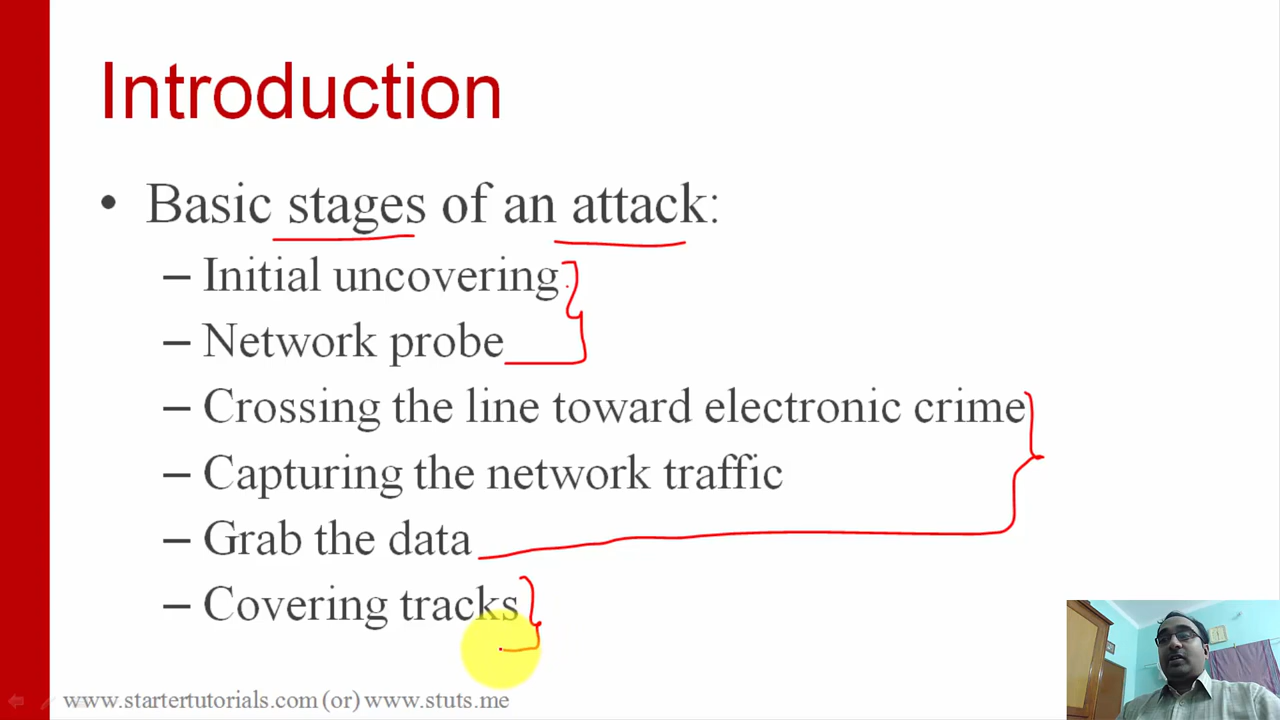 Introduction
• Basic stages of an attack:
– Initial uncovering
– Network probe
– Crossing the line toward electronic crime
– Capturing the network traffic
– Grab the data
– Covering tracks
www.startertutorials.com (or) www.stuts.me